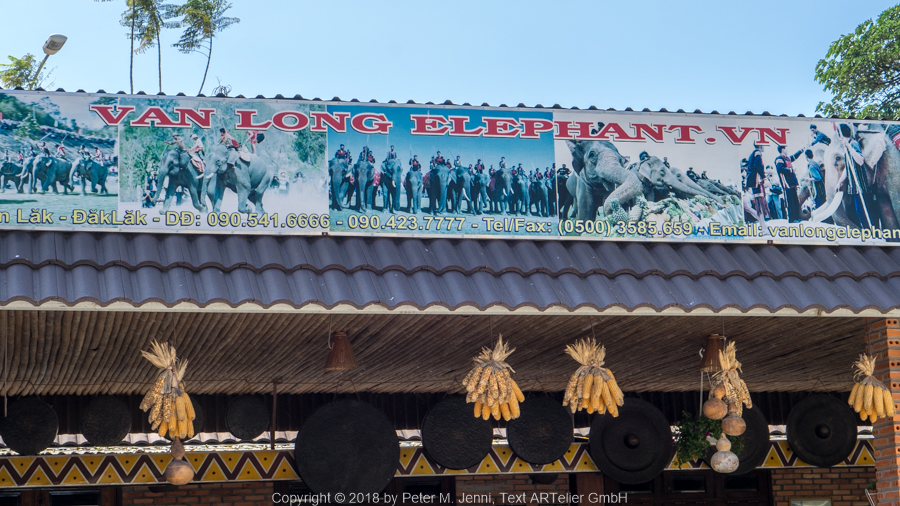 VAN LONG ELEPHANT.VN
n Lăk - ĐăkLăk - DĐ: 090.541.6666 - 090.423.7777 - Tel/Fax: (0500) 3585.659 - Email: vanlongelephan
Copyright © 2018-by Peter M. Jenni, Text ARTelier GmbH